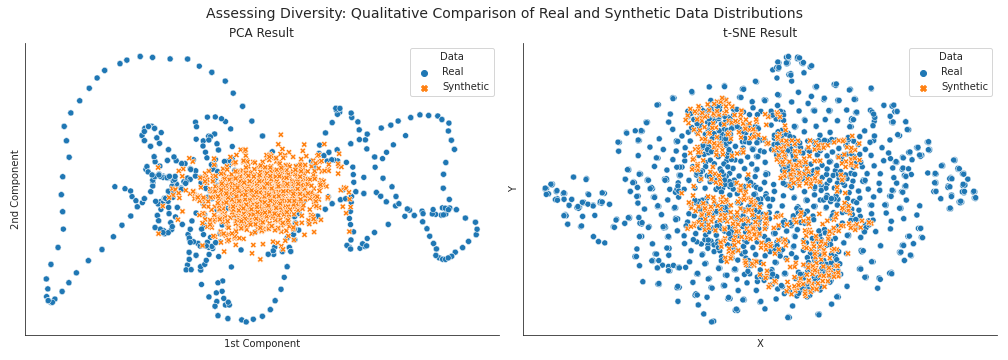 Assessing Diversity: Qualitative Comparison of Real and Synthetic Data Distributions
PCA Result
Data
Real
Synthetic
2nd Component
1st Component
t-SNE Result
Data
Real
Synthetic
Y
X